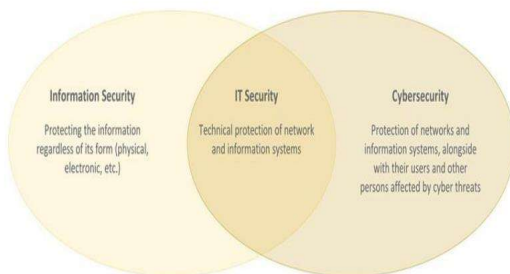 Information Security
Protecting the information
regardless of its form (physical,
electronic, etc.)
IT Security
Technical protection of network
and information systems
Cybersecurity
Protection of networks and
information systems, alongside
with their users and other
persons affected by cyber threats